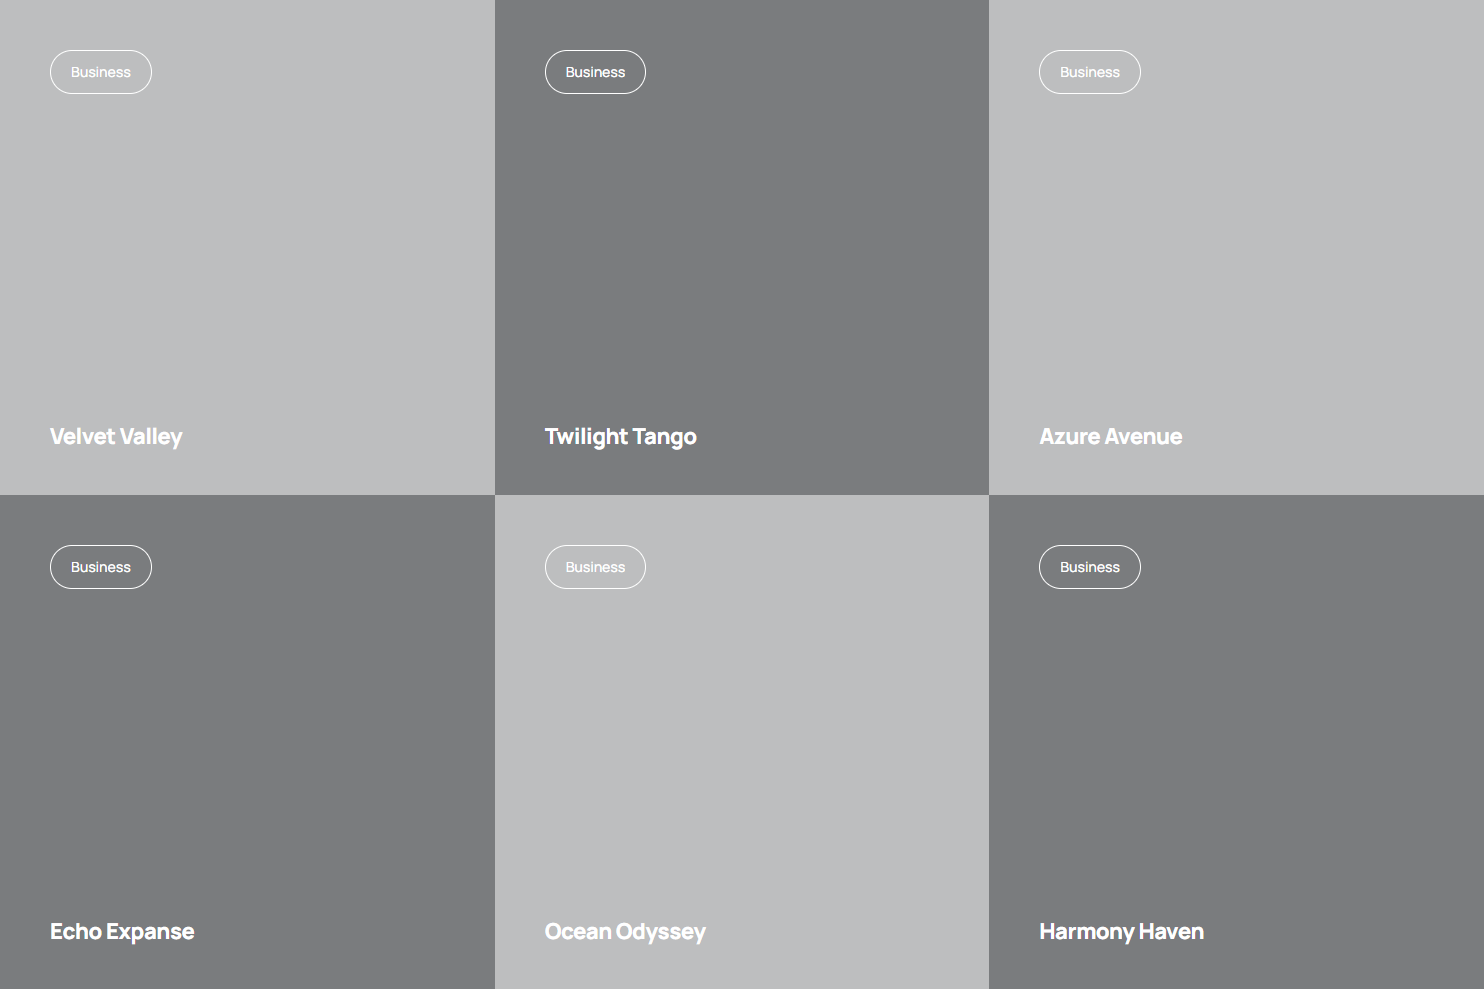 Business
Business
Business
Velvet Valley
Twilight Tango
Azure Avenue
Business
Business
Business
Echo Expanse
Ocean Odyssey
Harmony Haven